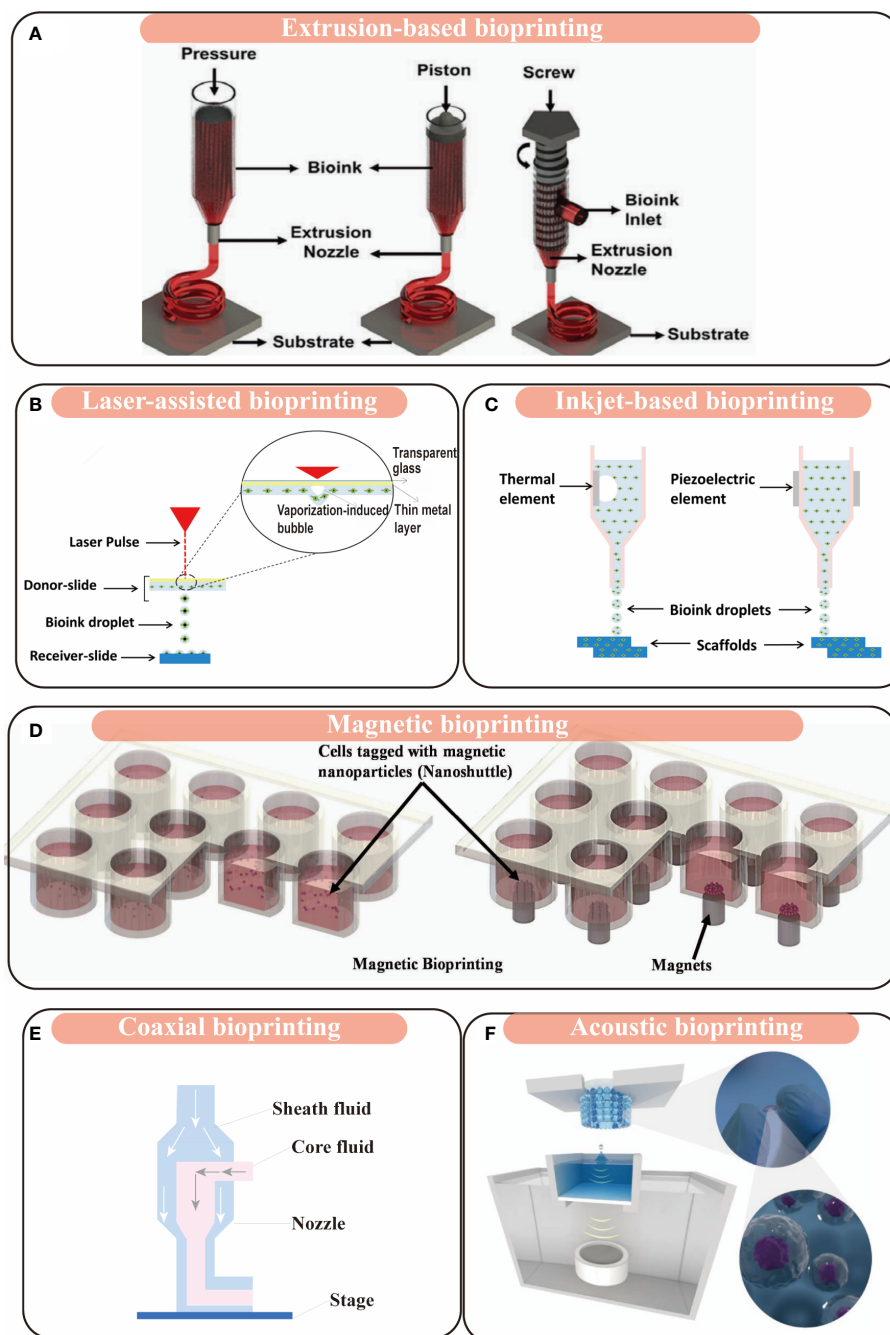 A
Extrusion-based bioprinting
Pressure
Piston
Screw
Bioink
Bioink
Inlet
Extrusion
Nozzle
Extrusion
Nozzle
Substrate
Substrate
B
Laser-assisted bioprinting
Transparent
glass
Vaporization-induced
bubble
Thin metal
layer
Laser Pulse
Donor-slide
Bioink droplet
Receiver-slide
C
Inkjet-based bioprinting
Thermal
element
Piezoelectric
element
Bioink droplets
Scaffolds
D
Magnetic bioprinting
Cells tagged with magnetic
nanoparticles (Nanoshuttle)
Magnetic Bioprinting
Magnets
E
Coaxial bioprinting
Sheath fluid
Core fluid
Nozzle
Stage
F
Acoustic bioprinting